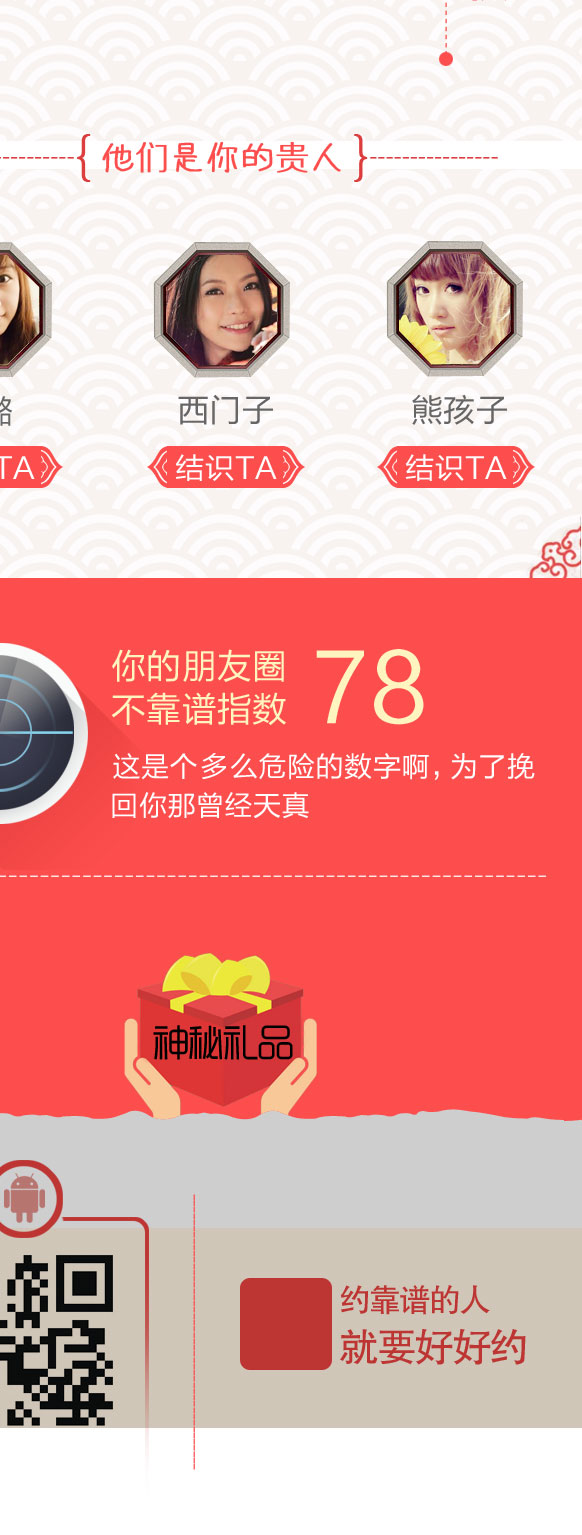 他们是你的贵人
西门子
熊孩子
TA
结识TA
结识TA
你的朋友圈
不靠谱指数
78
这是个多么危险的数字啊，为了挽
回你那曾经天真
神秘礼品
约靠谱的人
就要好好约